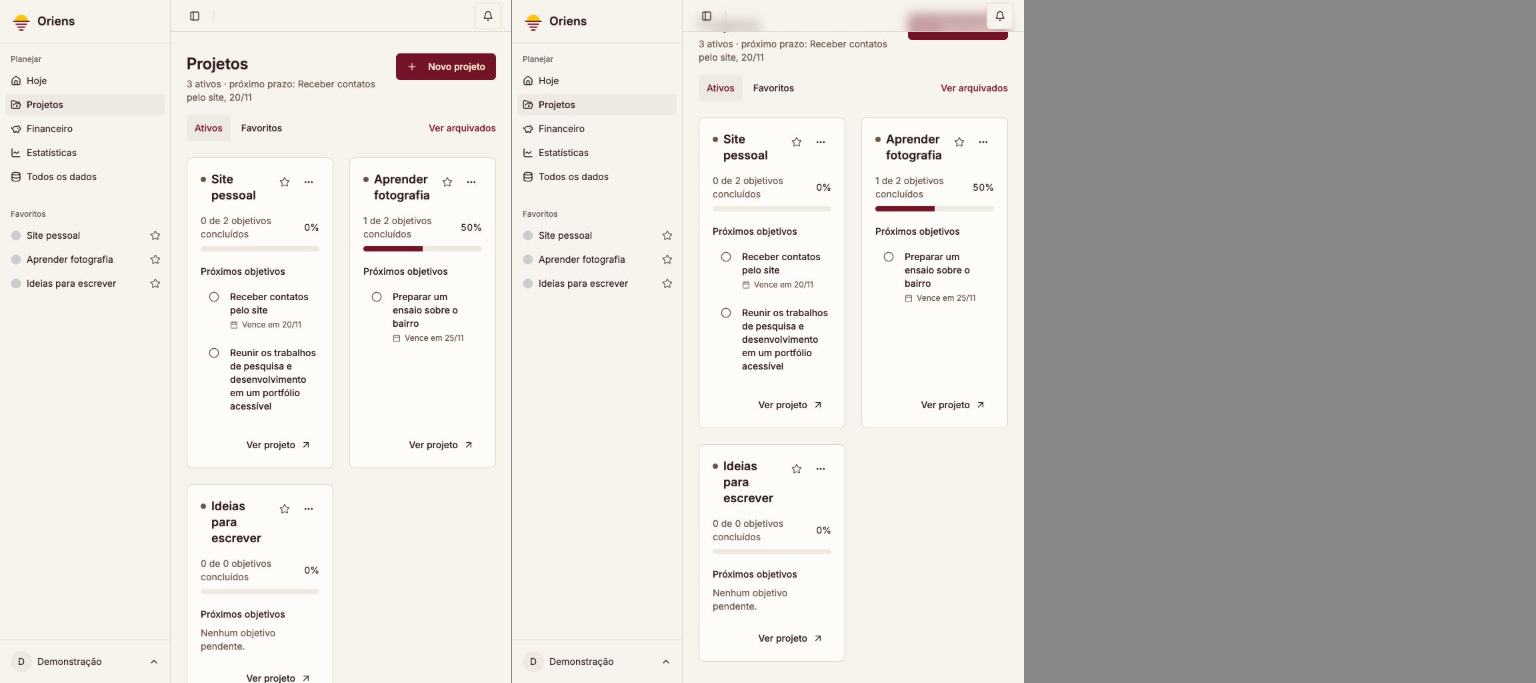 Oriens
Planejar
Hoje
Projetos
Financeiro
Estatísticas
Todos os dados
Favoritos
Site pessoal
Aprender fotografia
Ideias para escrever
D Demonstração
Projetos
3 ativos · próximo prazo: Receber contatos
pelo site, 20/11
+ Novo projeto
Ativos Favoritos Ver arquivados
Site
pessoal
0 de 2 objetivos
concluídos
0%
Próximos objetivos
Receber contatos
pelo site
Vence em 20/11
Reunir os trabalhos
de pesquisa e
desenvolvimento
em um portfólio
acessível
Ver projeto
Aprender
fotografia
1 de 2 objetivos
concluídos
50%
Próximos objetivos
Preparar um
ensaio sobre o
bairro
Vence em 25/11
Ver projeto
Ideias
para
escrever
0 de 0 objetivos
concluídos
0%
Próximos objetivos
Nenhum objetivo
pendente.
Ver projeto
Oriens
Planejar
Hoje
Projetos
Financeiro
Estatísticas
Todos os dados
Favoritos
Site pessoal
Aprender fotografia
Ideias para escrever
D Demonstração
3 ativos · próximo prazo: Receber contatos
pelo site, 20/11
Ativos Favoritos Ver arquivados
Site
pessoal
0 de 2 objetivos
concluídos
0%
Próximos objetivos
Receber contatos
pelo site
Vence em 20/11
Reunir os trabalhos
de pesquisa e
desenvolvimento
em um portfólio
acessível
Ver projeto
Aprender
fotografia
1 de 2 objetivos
concluídos
50%
Próximos objetivos
Preparar um
ensaio sobre o
bairro
Vence em 25/11
Ver projeto
Ideias
para
escrever
0 de 0 objetivos
concluídos
0%
Próximos objetivos
Nenhum objetivo
pendente.
Ver projeto